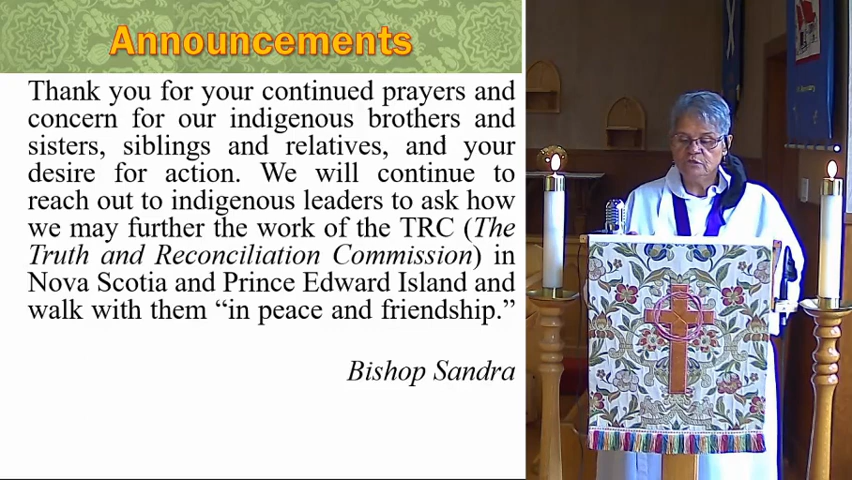 Announcements
Thank you for your continued prayers and
concern for our indigenous brothers and
sisters, siblings and relatives, and your
desire for action. We will continue to
reach out to indigenous leaders to ask how
we may further the work of the TRC (The
Truth and Reconciliation Commission) in
Nova Scotia and Prince Edward Island and
walk with them “in peace and friendship.”
Bishop Sandra